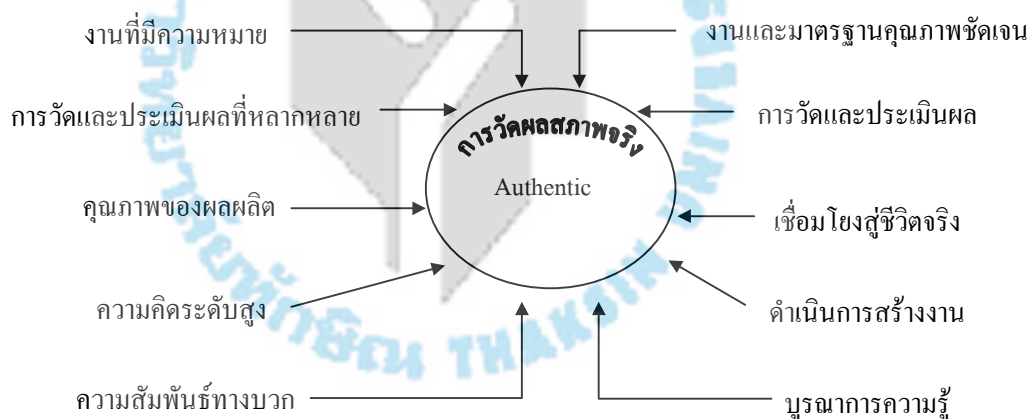 งานที่มีความหมาย
งานและมาตรฐานคุณภาพชัดเจน
การวัดและประเมินผลที่หลากหลาย
การวัดและประเมินผล
การวัดผลสภาพจริง
Authentic
คุณภาพของผลผลิต
เชื่อมโยงสู่ชีวิตจริง
ความคิดระดับสูง
ดำเนินการสร้างงาน
ความสัมพันธ์ทางบวก
บูรณาการความรู้
THAKSIN